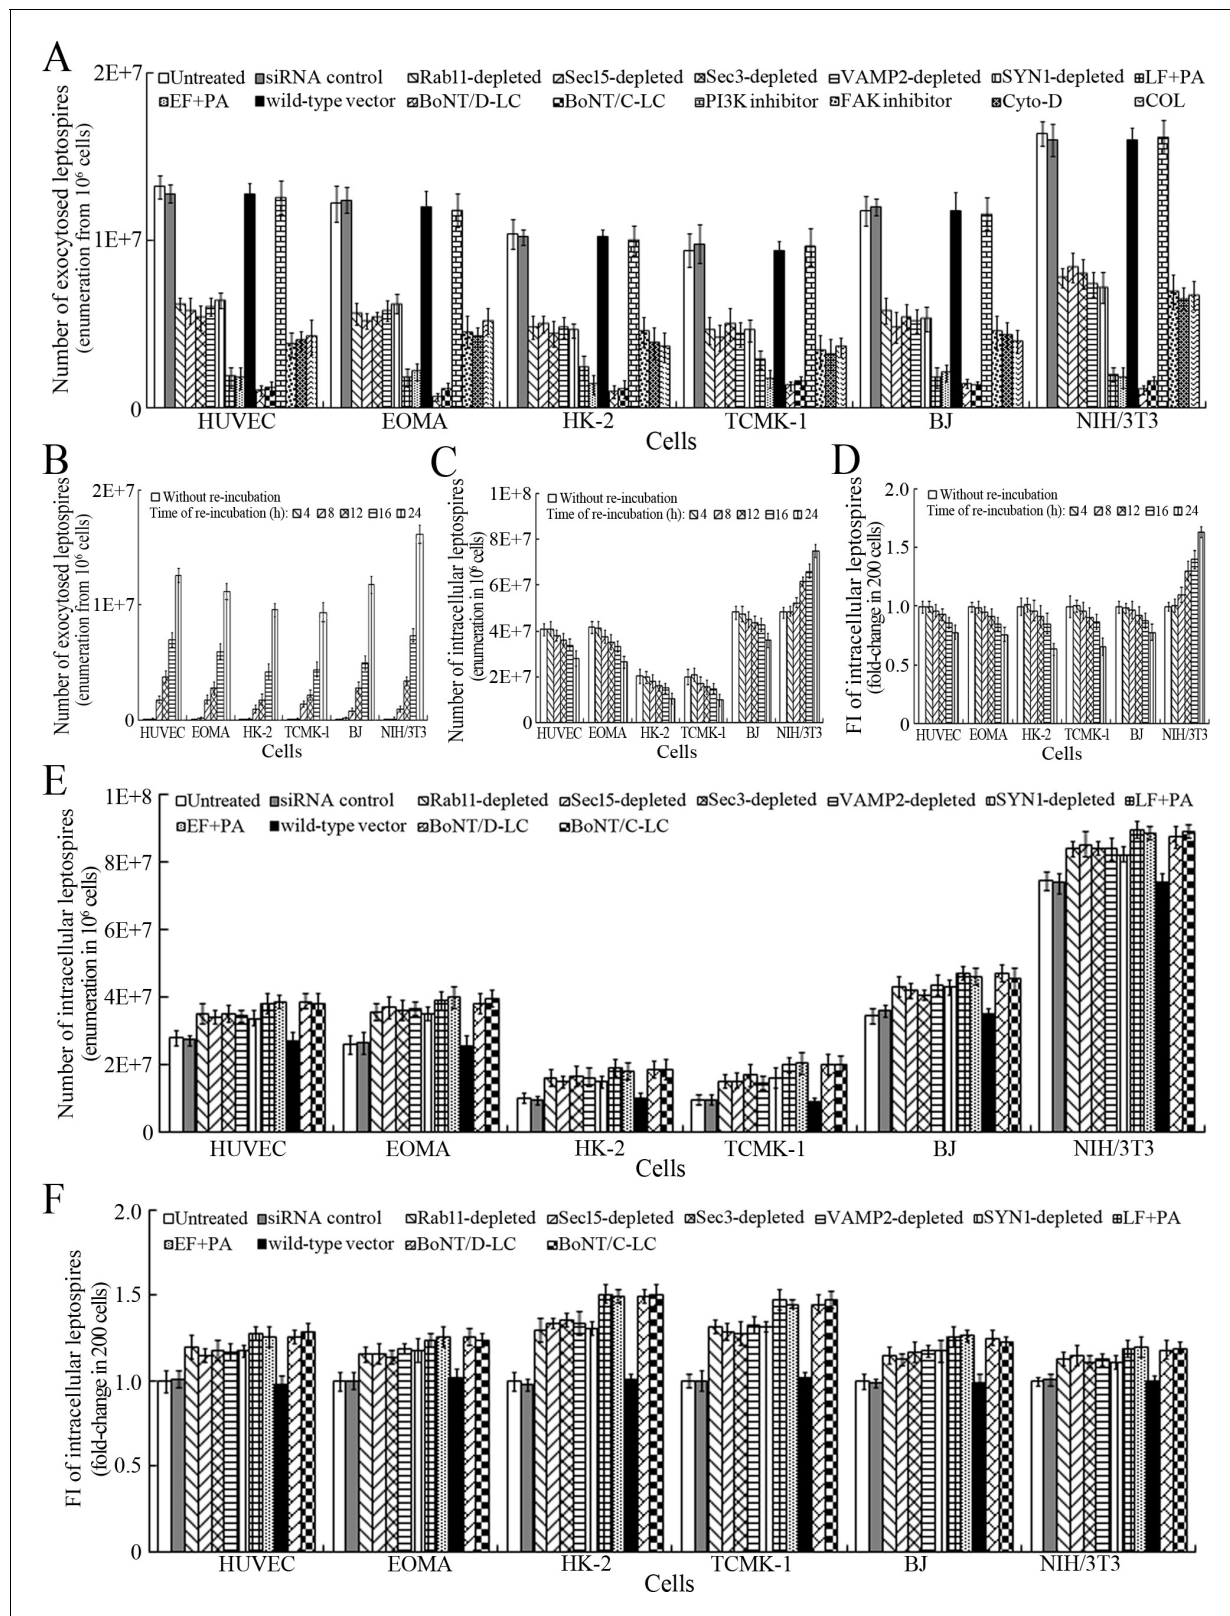 A
Number of exocytosed leptospires
(enumeration from 10⁶ cells)
2E+7
1E+7
0
Untreated siRNA control Rab11-depleted Sec15-depleted Sec3-depleted VAMP2-depleted SYN1-depleted LF+PA
EF+PA wild-type vector BoNT/D-LC BoNT/C-LC PI3K inhibitor FAK inhibitor Cyto-D COL
HUVEC EOMA HK-2 TCMK-1 BJ NIH/3T3
Cells
B
Number of exocytosed leptospires
(enumeration from 10⁶ cells)
2E+7
1E+7
0
Without re-incubation
Time of re-incubation (h): 4 8 12 16 24
HUVEC EOMA HK-2 TCMK-1 BJ NIH/3T3
Cells
C
Number of intracellular leptospires
(enumeration in 10⁶ cells)
1E+8
8E+7
6E+7
4E+7
2E+7
0
Without re-incubation
Time of re-incubation (h): 4 8 12 16 24
HUVEC EOMA HK-2 TCMK-1 BJ NIH/3T3
Cells
D
FI of intracellular leptospires
(fold-change in 200 cells)
2.0
1.5
1.0
0.5
0
Without re-incubation
Time of re-incubation (h): 4 8 12 16 24
HUVEC EOMA HK-2 TCMK-1 BJ NIH/3T3
Cells
E
Number of intracellular leptospires
(enumeration in 10⁶ cells)
1E+8
8E+7
6E+7
4E+7
2E+7
0
Untreated siRNA control Rab11-depleted Sec15-depleted Sec3-depleted VAMP2-depleted SYN1-depleted LF+PA
EF+PA wild-type vector BoNT/D-LC BoNT/C-LC
HUVEC EOMA HK-2 TCMK-1 BJ NIH/3T3
Cells
F
FI of intracellular leptospires
(fold-change in 200 cells)
2.0
1.5
1.0
0.5
0
Untreated siRNA control Rab11-depleted Sec15-depleted Sec3-depleted VAMP2-depleted SYN1-depleted LF+PA
EF+PA wild-type vector BoNT/D-LC BoNT/C-LC
HUVEC EOMA HK-2 TCMK-1 BJ NIH/3T3
Cells